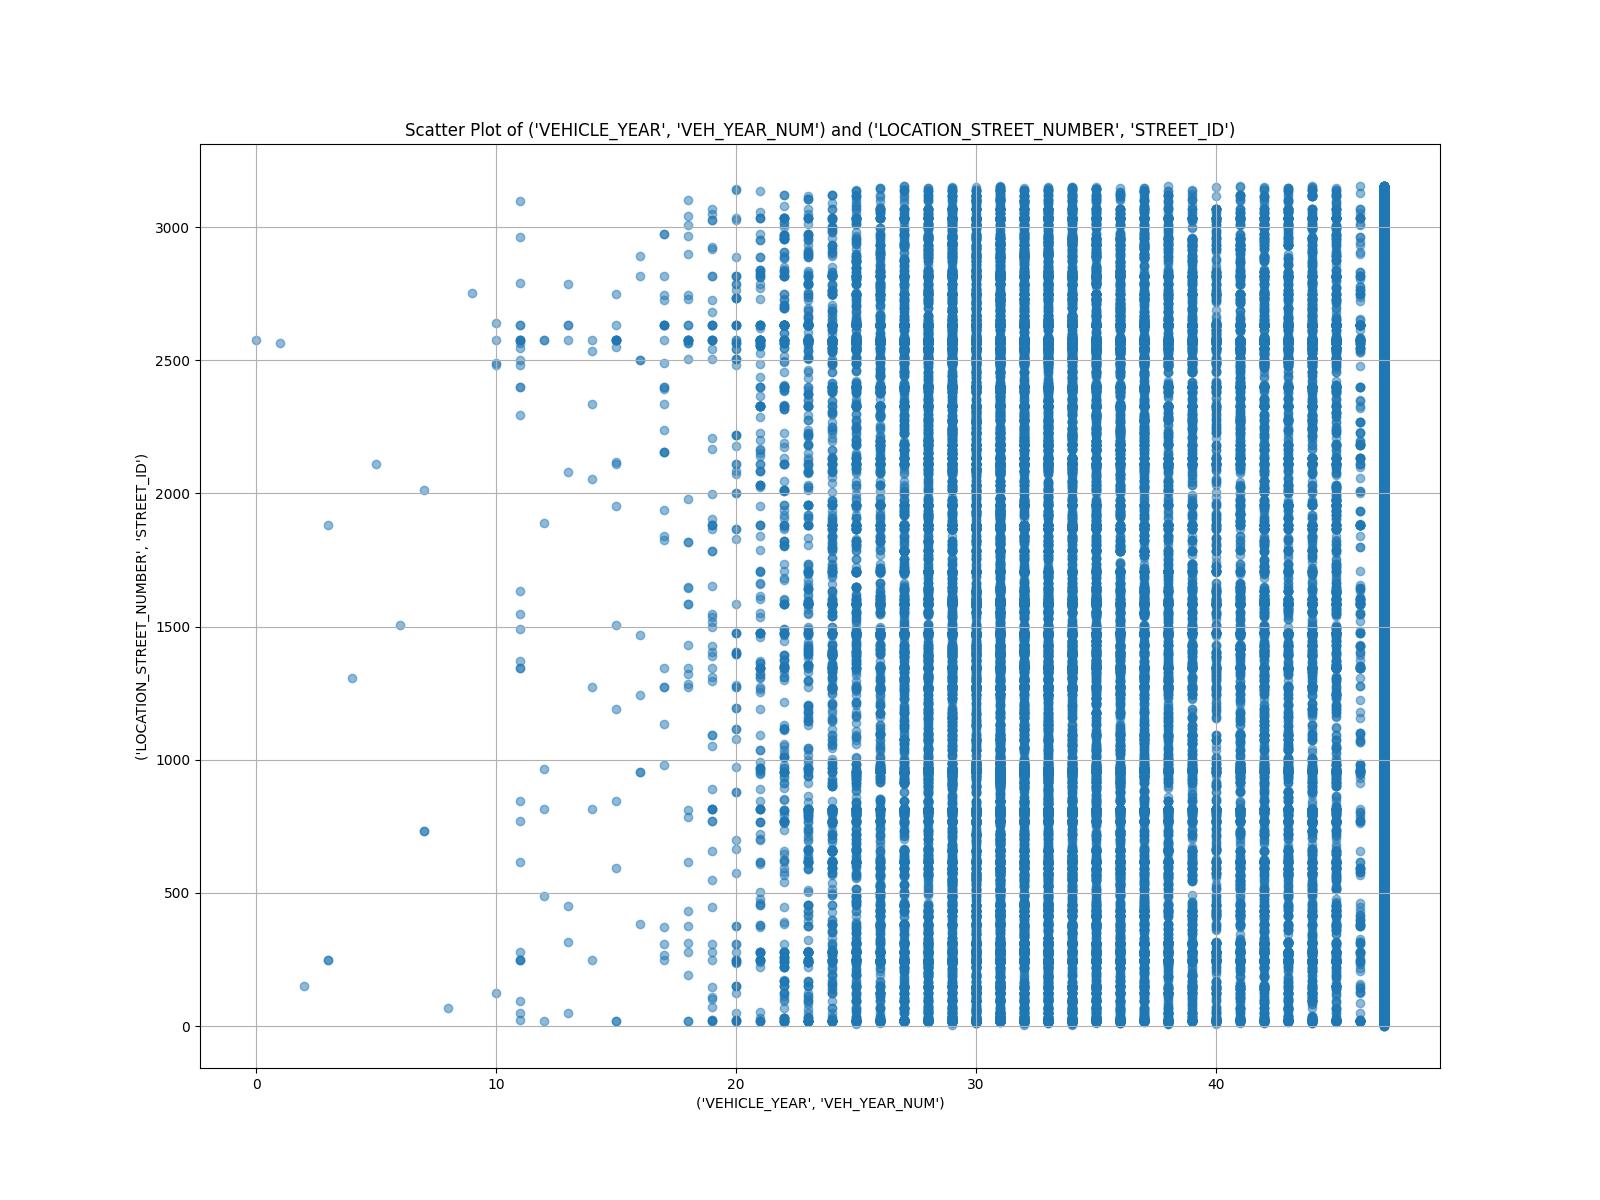 Scatter Plot of ('VEHICLE_YEAR', 'VEH_YEAR_NUM') and ('LOCATION_STREET_NUMBER', 'STREET_ID')
('LOCATION_STREET_NUMBER', 'STREET_ID')
3000
2500
2000
1500
1000
500
0
0 10 20 30 40
('VEHICLE_YEAR', 'VEH_YEAR_NUM')